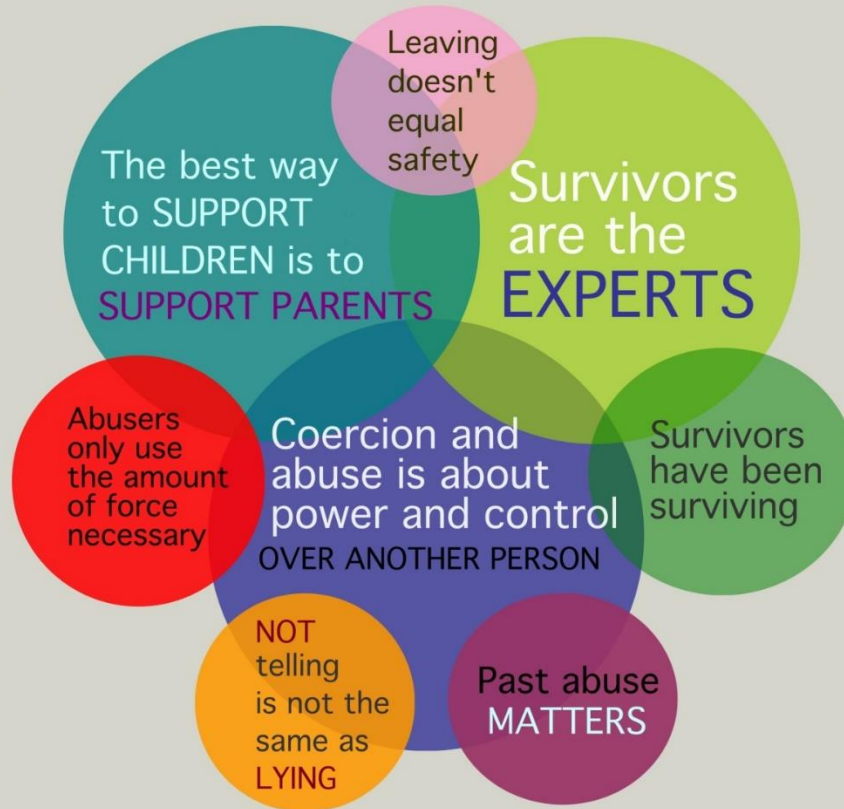 Leaving
doesn't
equal
safety
The best way
to SUPPORT
CHILDREN is to
SUPPORT PARENTS
Survivors
are the
EXPERTS
Abusers
only use
the amount
of force
necessary
Coercion and
abuse is about
power and control
OVER ANOTHER PERSON
Survivors
have been
surviving
NOT
telling
is not the
same as
LYING
Past abuse
MATTERS